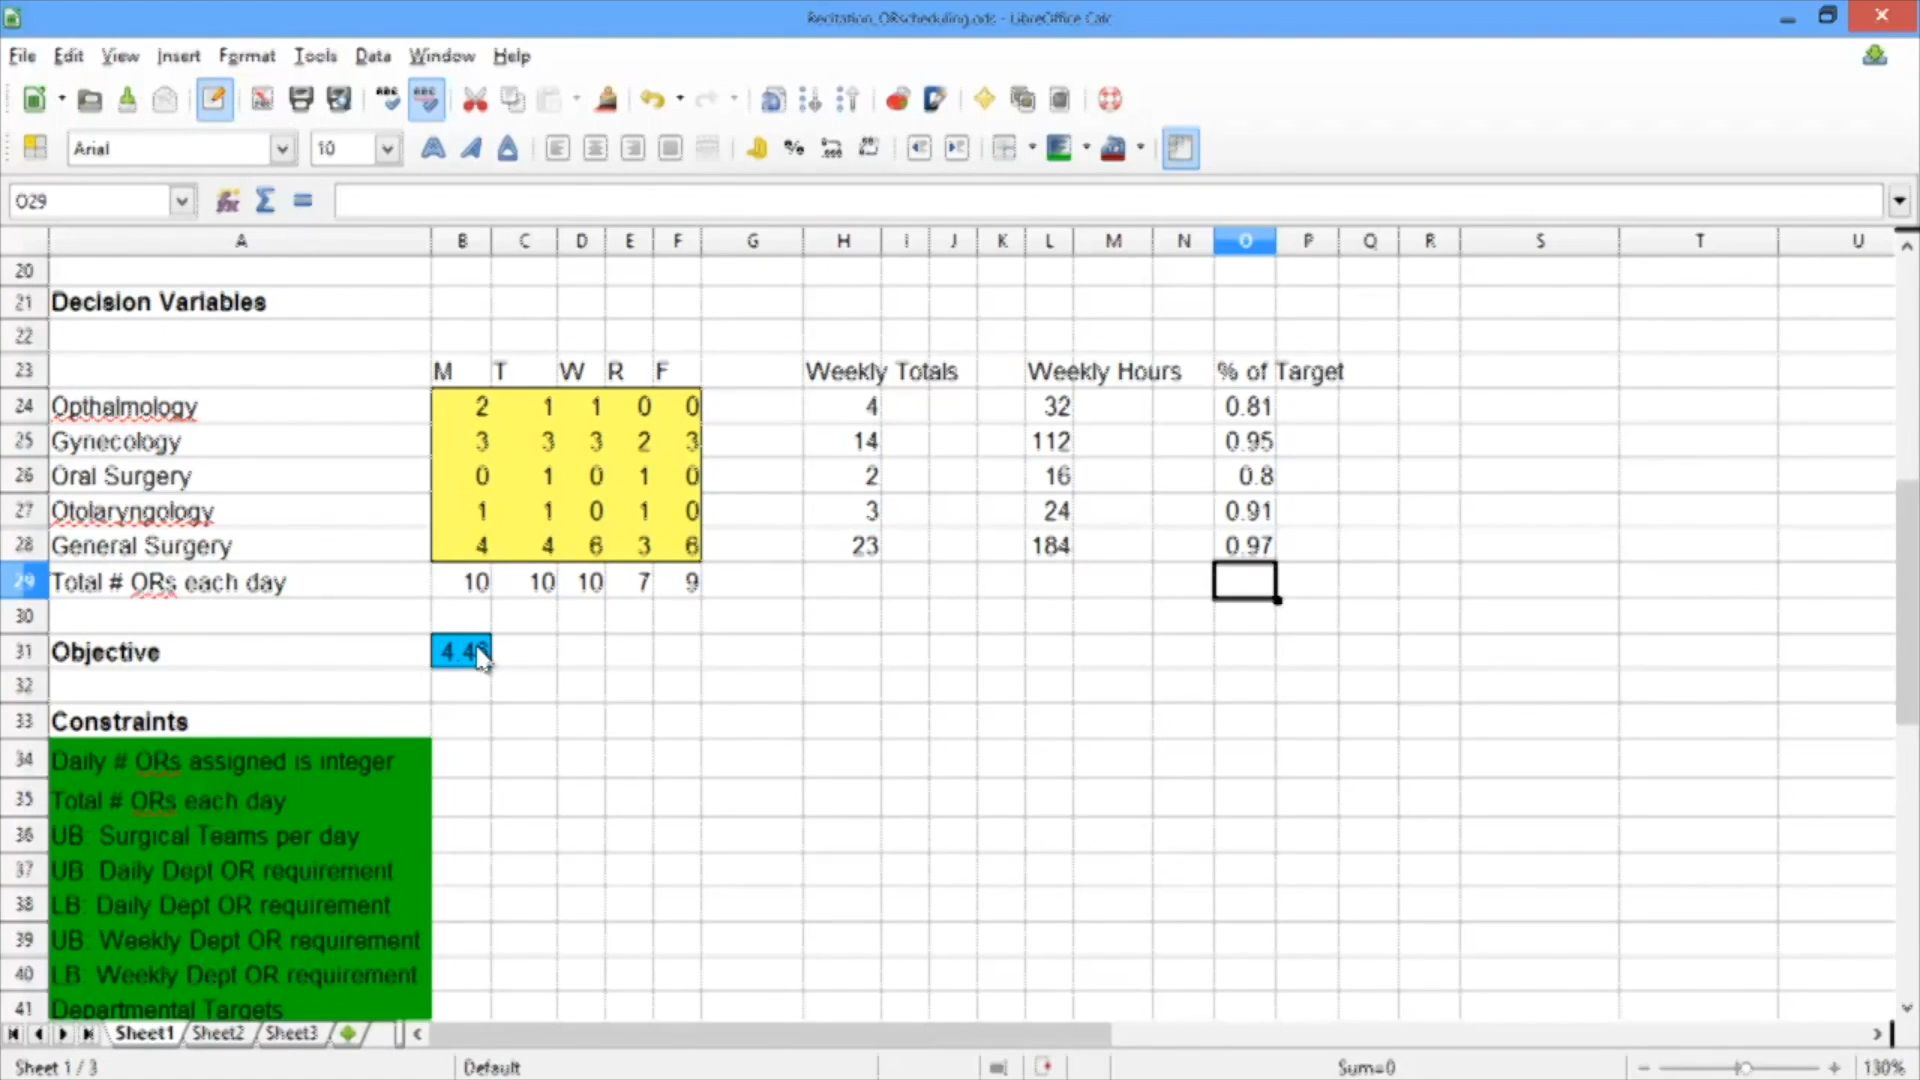 Recitation_ORscheduling.ods - LibreOffice Calc
File Edit View Insert Format Tools Data Window Help
Arial 10
O29
A B C D E F G H I J K L M N O P Q R S T U
20
21 Decision Variables
22
23 M T W R F Weekly Totals Weekly Hours % of Target
24 Opthalmology 2 1 1 0 0 4 32 0.81
25 Gynecology 3 3 3 2 3 14 112 0.95
26 Oral Surgery 0 1 0 1 0 2 16 0.8
27 Otolaryngology 1 1 0 1 0 3 24 0.91
28 General Surgery 4 4 6 3 6 23 184 0.97
29 Total # ORs each day 10 10 10 7 9
30
31 Objective
32
33 Constraints
34 Daily # ORs assigned is integer
35 Total # ORs each day
36 UB: Surgical Teams per day
37 UB: Daily Dept OR requirement
38 LB: Daily Dept OR requirement
39 UB: Weekly Dept OR requirement
40 LB: Weekly Dept OR requirement
41 Departmental Targets
Sheet1 Sheet2 Sheet3
Sheet 1 / 3 Default Sum=0 130%